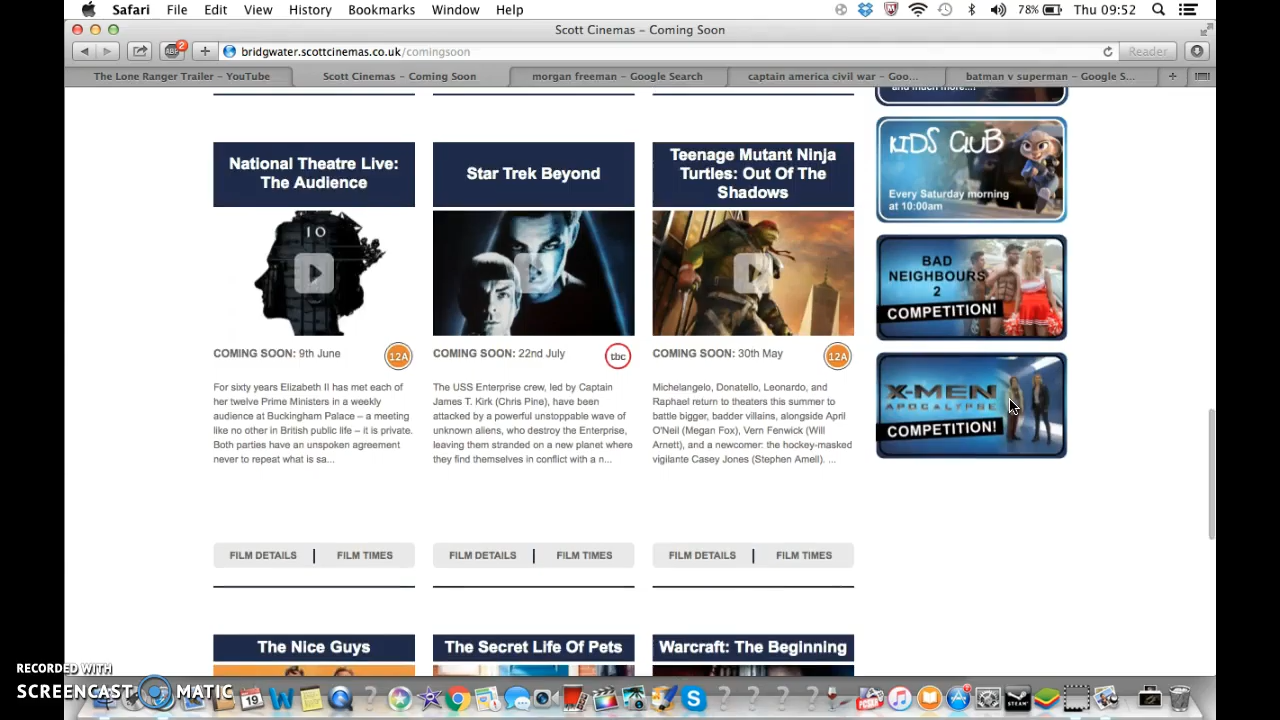 Safari File Edit View History Bookmarks Window Help 78% Thu 09:52
Scott Cinemas – Coming Soon
2 bridgwater.scottcinemas.co.uk/comingsoon Reader
The Lone Ranger Trailer – YouTube Scott Cinemas – Coming Soon morgan freeman – Google Search captain america civil war – Goo... batman v superman – Google S...
and much more...!
KIDS CLUB
Every Saturday morning
at 10:00am
BAD
NEIGHBOURS
2
COMPETITION!
X-MEN
APOCALYPSE
COMPETITION!
National Theatre Live:
The Audience
10
COMING SOON: 9th June 12A
For sixty years Elizabeth II has met each of
her twelve Prime Ministers in a weekly
audience at Buckingham Palace – a meeting
like no other in British public life – it is private.
Both parties have an unspoken agreement
never to repeat what is sa...
FILM DETAILS | FILM TIMES
Star Trek Beyond
COMING SOON: 22nd July tbc
The USS Enterprise crew, led by Captain
James T. Kirk (Chris Pine), have been
attacked by a powerful unstoppable wave of
unknown aliens, who destroy the Enterprise,
leaving them stranded on a new planet where
they find themselves in conflict with a n...
FILM DETAILS | FILM TIMES
Teenage Mutant Ninja
Turtles: Out Of The
Shadows
COMING SOON: 30th May 12A
Michelangelo, Donatello, Leonardo, and
Raphael return to theaters this summer to
battle bigger, badder villains, alongside April
O'Neil (Megan Fox), Vern Fenwick (Will
Arnett), and a newcomer: the hockey-masked
vigilante Casey Jones (Stephen Amell). ...
FILM DETAILS | FILM TIMES
The Nice Guys
The Secret Life Of Pets
Warcraft: The Beginning
RECORDED WITH
SCREENCAST MATIC
19
STEAM